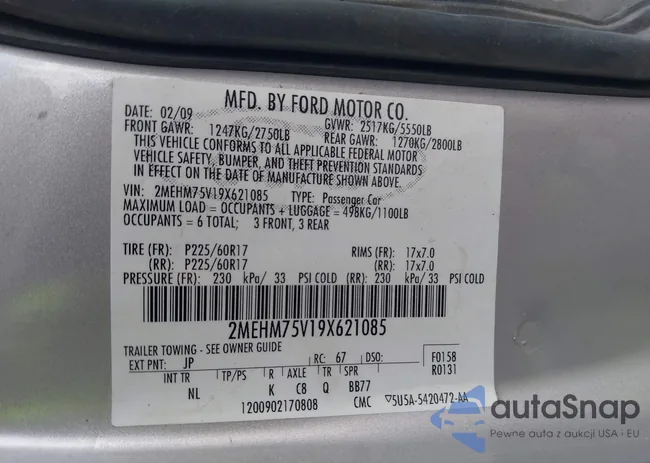 MFD. BY FORD MOTOR CO.
DATE: 02/09 GVWR: 2517KG/5550LB
FRONT GAWR: 1247KG/2750LB REAR GAWR: 1270KG/2800LB
THIS VEHICLE CONFORMS TO ALL APPLICABLE FEDERAL MOTOR
VEHICLE SAFETY, BUMPER, AND THEFT PREVENTION STANDARDS
IN EFFECT ON THE DATE OF MANUFACTURE SHOWN ABOVE.
VIN: 2MEHM75V19X621085 TYPE: Passenger Car
MAXIMUM LOAD = OCCUPANTS + LUGGAGE = 498KG/1100LB
OCCUPANTS = 6 TOTAL; 3 FRONT, 3 REAR
TIRE (FR): P225/60R17 RIMS (FR): 17x7.0
(RR): P225/60R17 (RR): 17x7.0
PRESSURE (FR): 230 kPa/ 33 PSI COLD (RR): 230 kPa/ 33 PSI COLD
2MEHM75V19X621085
TRAILER TOWING - SEE OWNER GUIDE
EXT PNT: JP RC: 67 DSO: F0158
INT TR TP/PS R AXLE TR SPR R0131
NL K C8 Q BB77
1200902170808 CMC ▽5U5A-5420472-AA
autaSnap
Pewne auto z aukcji USA - EU